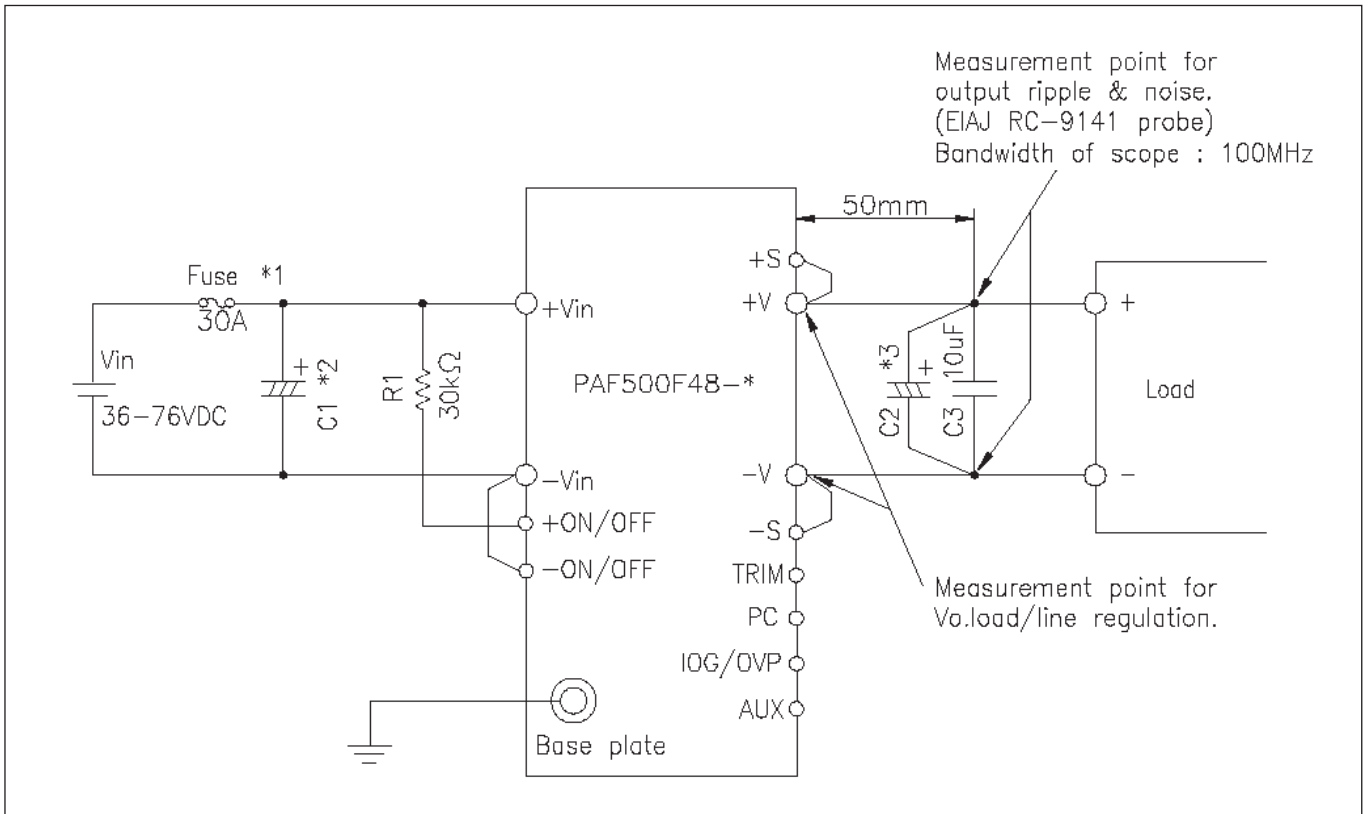 Measurement point for
output ripple & noise.
(EIAJ RC-9141 probe)
Bandwidth of scope : 100MHz
50mm
Fuse *1
30A
Vin
36-76VDC
+
C1 *2
R1
30kΩ
+Vin
-Vin
+ON/OFF
-ON/OFF
PAF500F48-*
Base plate
+S
+V
-V
-S
TRIM
PC
IOG/OVP
AUX
*3
+
C2
10uF
C3
+
Load
-
Measurement point for
Vo.load/line regulation.